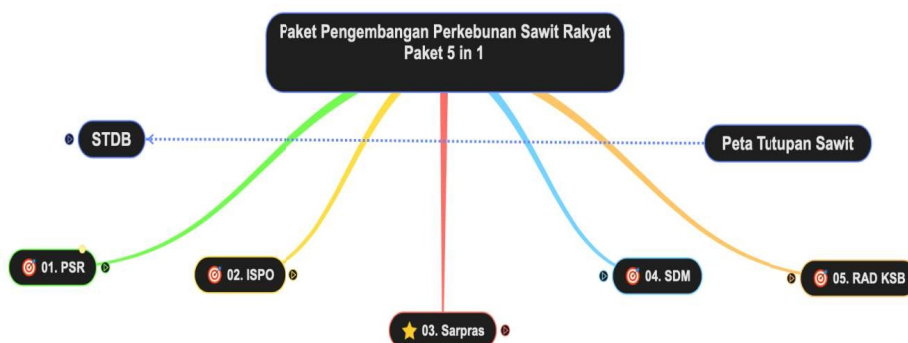 Paket Pengembangan Perkebunan Sawit Rakyat
Paket 5 in 1
STDB
Peta Tutupan Sawit
01. PSR
02. ISPO
03. Sarpras
04. SDM
05. RAD KSB